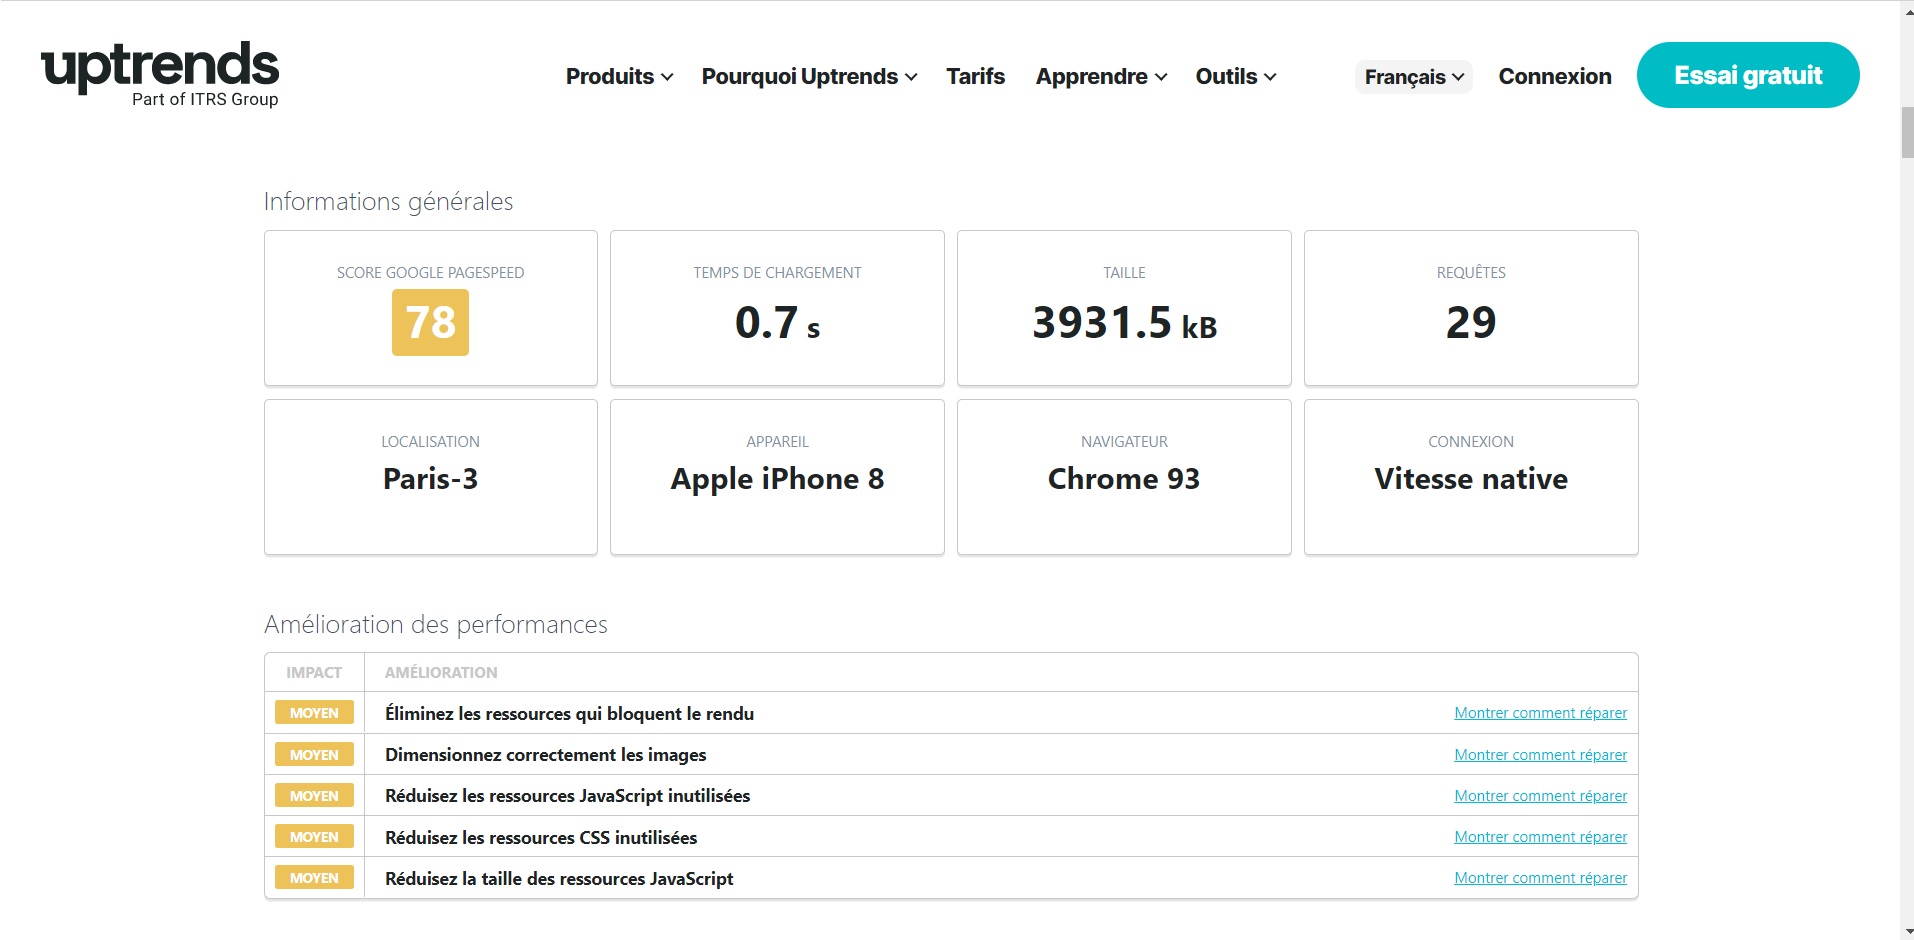 uptrends
Part of ITRS Group
Produits Pourquoi Uptrends Tarifs Apprendre Outils Français Connexion Essai gratuit
Informations générales
SCORE GOOGLE PAGESPEED
78
TEMPS DE CHARGEMENT
0.7 s
TAILLE
3931.5 kB
REQUÊTES
29
LOCALISATION
Paris-3
APPAREIL
Apple iPhone 8
NAVIGATEUR
Chrome 93
CONNEXION
Vitesse native
Amélioration des performances
IMPACT AMÉLIORATION
MOYEN Éliminez les ressources qui bloquent le rendu Montrer comment réparer
MOYEN Dimensionnez correctement les images Montrer comment réparer
MOYEN Réduisez les ressources JavaScript inutilisées Montrer comment réparer
MOYEN Réduisez les ressources CSS inutilisées Montrer comment réparer
MOYEN Réduisez la taille des ressources JavaScript Montrer comment réparer